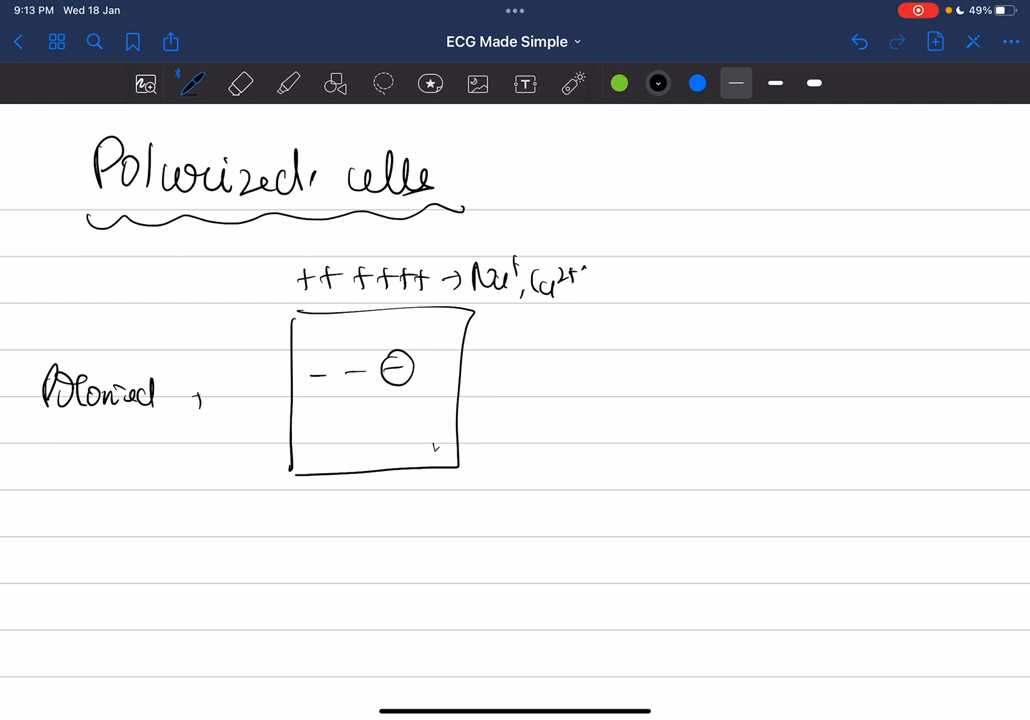 9:13 PM Wed 18 Jan
49%
ECG Made Simple
Polarized cells
++ ++++ → Na+, Ca2+
- - -
Polarized +